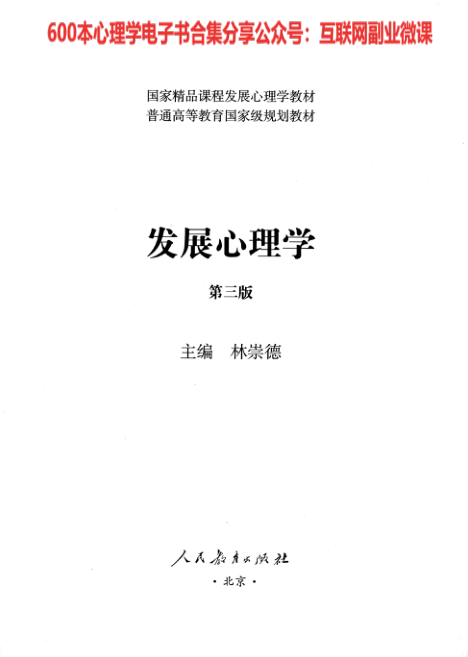 600本心理学电子书合集分享公众号：互联网副业微课
国家精品课程发展心理学教材
普通高等教育国家级规划教材
发展心理学
第三版
主编 林崇德
人民教育出版社
·北京·